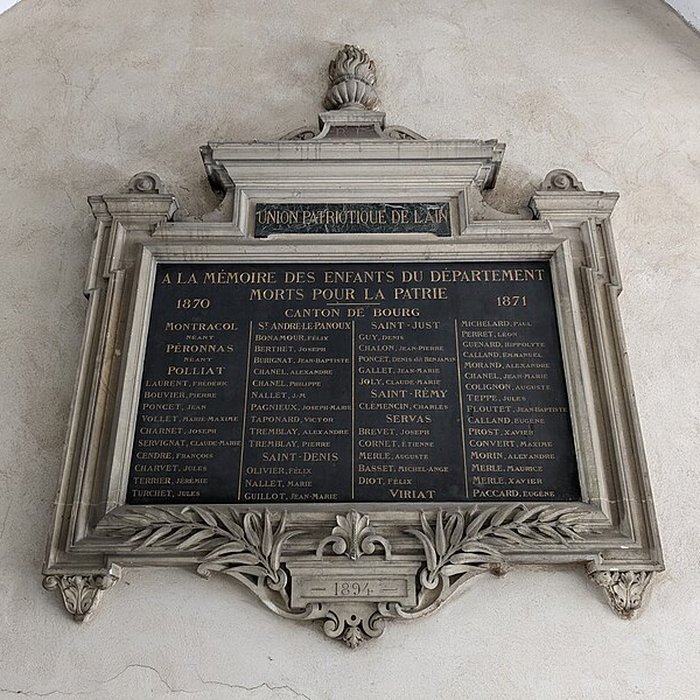 UNION PATRIOTIQUE DE L'AIN
A LA MÉMOIRE DES ENFANTS DU DÉPARTEMENT
MORTS POUR LA PATRIE
1870
1871
CANTON DE BOURG
MONTRACOL
NÉANT
PÉRONNAS
NÉANT
POLLIAT
LAURENT, FRÉDÉRIC
BOUVIER, PIERRE
PONCET, JEAN
VOLLET, MARIE-MAXIME
CHARNET, JOSEPH
SERVIGNAT, CLAUDE-MARIE
CENDRE, FRANÇOIS
CHARVET, JULES
TERRIER, JÉRÉMIE
TURCHET, JULES
ST ANDRÉ-LE-PANOUX
BONAMOUR, FÉLIX
BERTHET, JOSEPH
BURIGNAT, JEAN-BAPTISTE
CHANEL, ALEXANDRE
CHANEL, PHILIPPE
NALLET, J-M
PAGNIEUX, JOSEPH-MARIE
TAPONARD, VICTOR
TREMBLAY, ALEXANDRE
TREMBLAY, PIERRE
SAINT-DENIS
OLIVIER, FÉLIX
NALLET, MARIE
GUILLOT, JEAN-MARIE
SAINT-JUST
GUY, DENIS
CHALON, JEAN-PIERRE
PONCET, DENIS dit BENJAMIN
GALLET, JEAN-MARIE
JOLY, CLAUDE-MARIE
SAINT-RÉMY
CLÉMENCIN, CHARLES
SERVAS
BREVET, JOSEPH
CORNET, ÉTIENNE
MERLE, AUGUSTE
BASSET, MICHEL-ANGE
DIOT, FÉLIX
VIRIAT
MICHELARD, PAUL
PERRET, LÉON
GUENARD, HIPPOLYTE
CALLAND, EMMANUEL
MORAND, ALEXANDRE
CHANEL, JEAN-MARIE
COLIGNON, AUGUSTE
TEPPE, JULES
FLOUTET, JEAN-BAPTISTE
CALLAND, EUGÈNE
PROST, XAVIER
CONVERT, MAXIME
MORIN, ALEXANDRE
MERLE, MAURICE
MERLE, XAVIER
PACCARD, EUGÈNE
— 1894 —